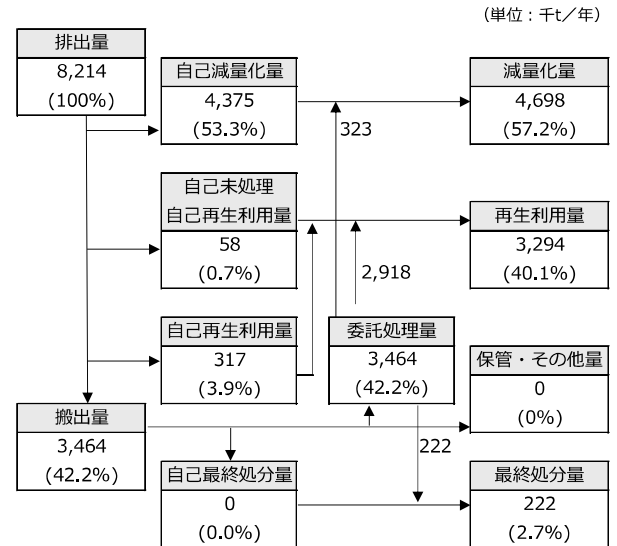 （単位：千t／年）
排出量
8,214
(100%)
自己減量化量
4,375
(53.3%)
減量化量
4,698
(57.2%)
323
自己未処理
自己再生利用量
58
(0.7%)
再生利用量
3,294
(40.1%)
2,918
自己再生利用量
317
(3.9%)
委託処理量
3,464
(42.2%)
保管・その他量
0
(0%)
搬出量
3,464
(42.2%)
222
自己最終処分量
0
(0.0%)
最終処分量
222
(2.7%)